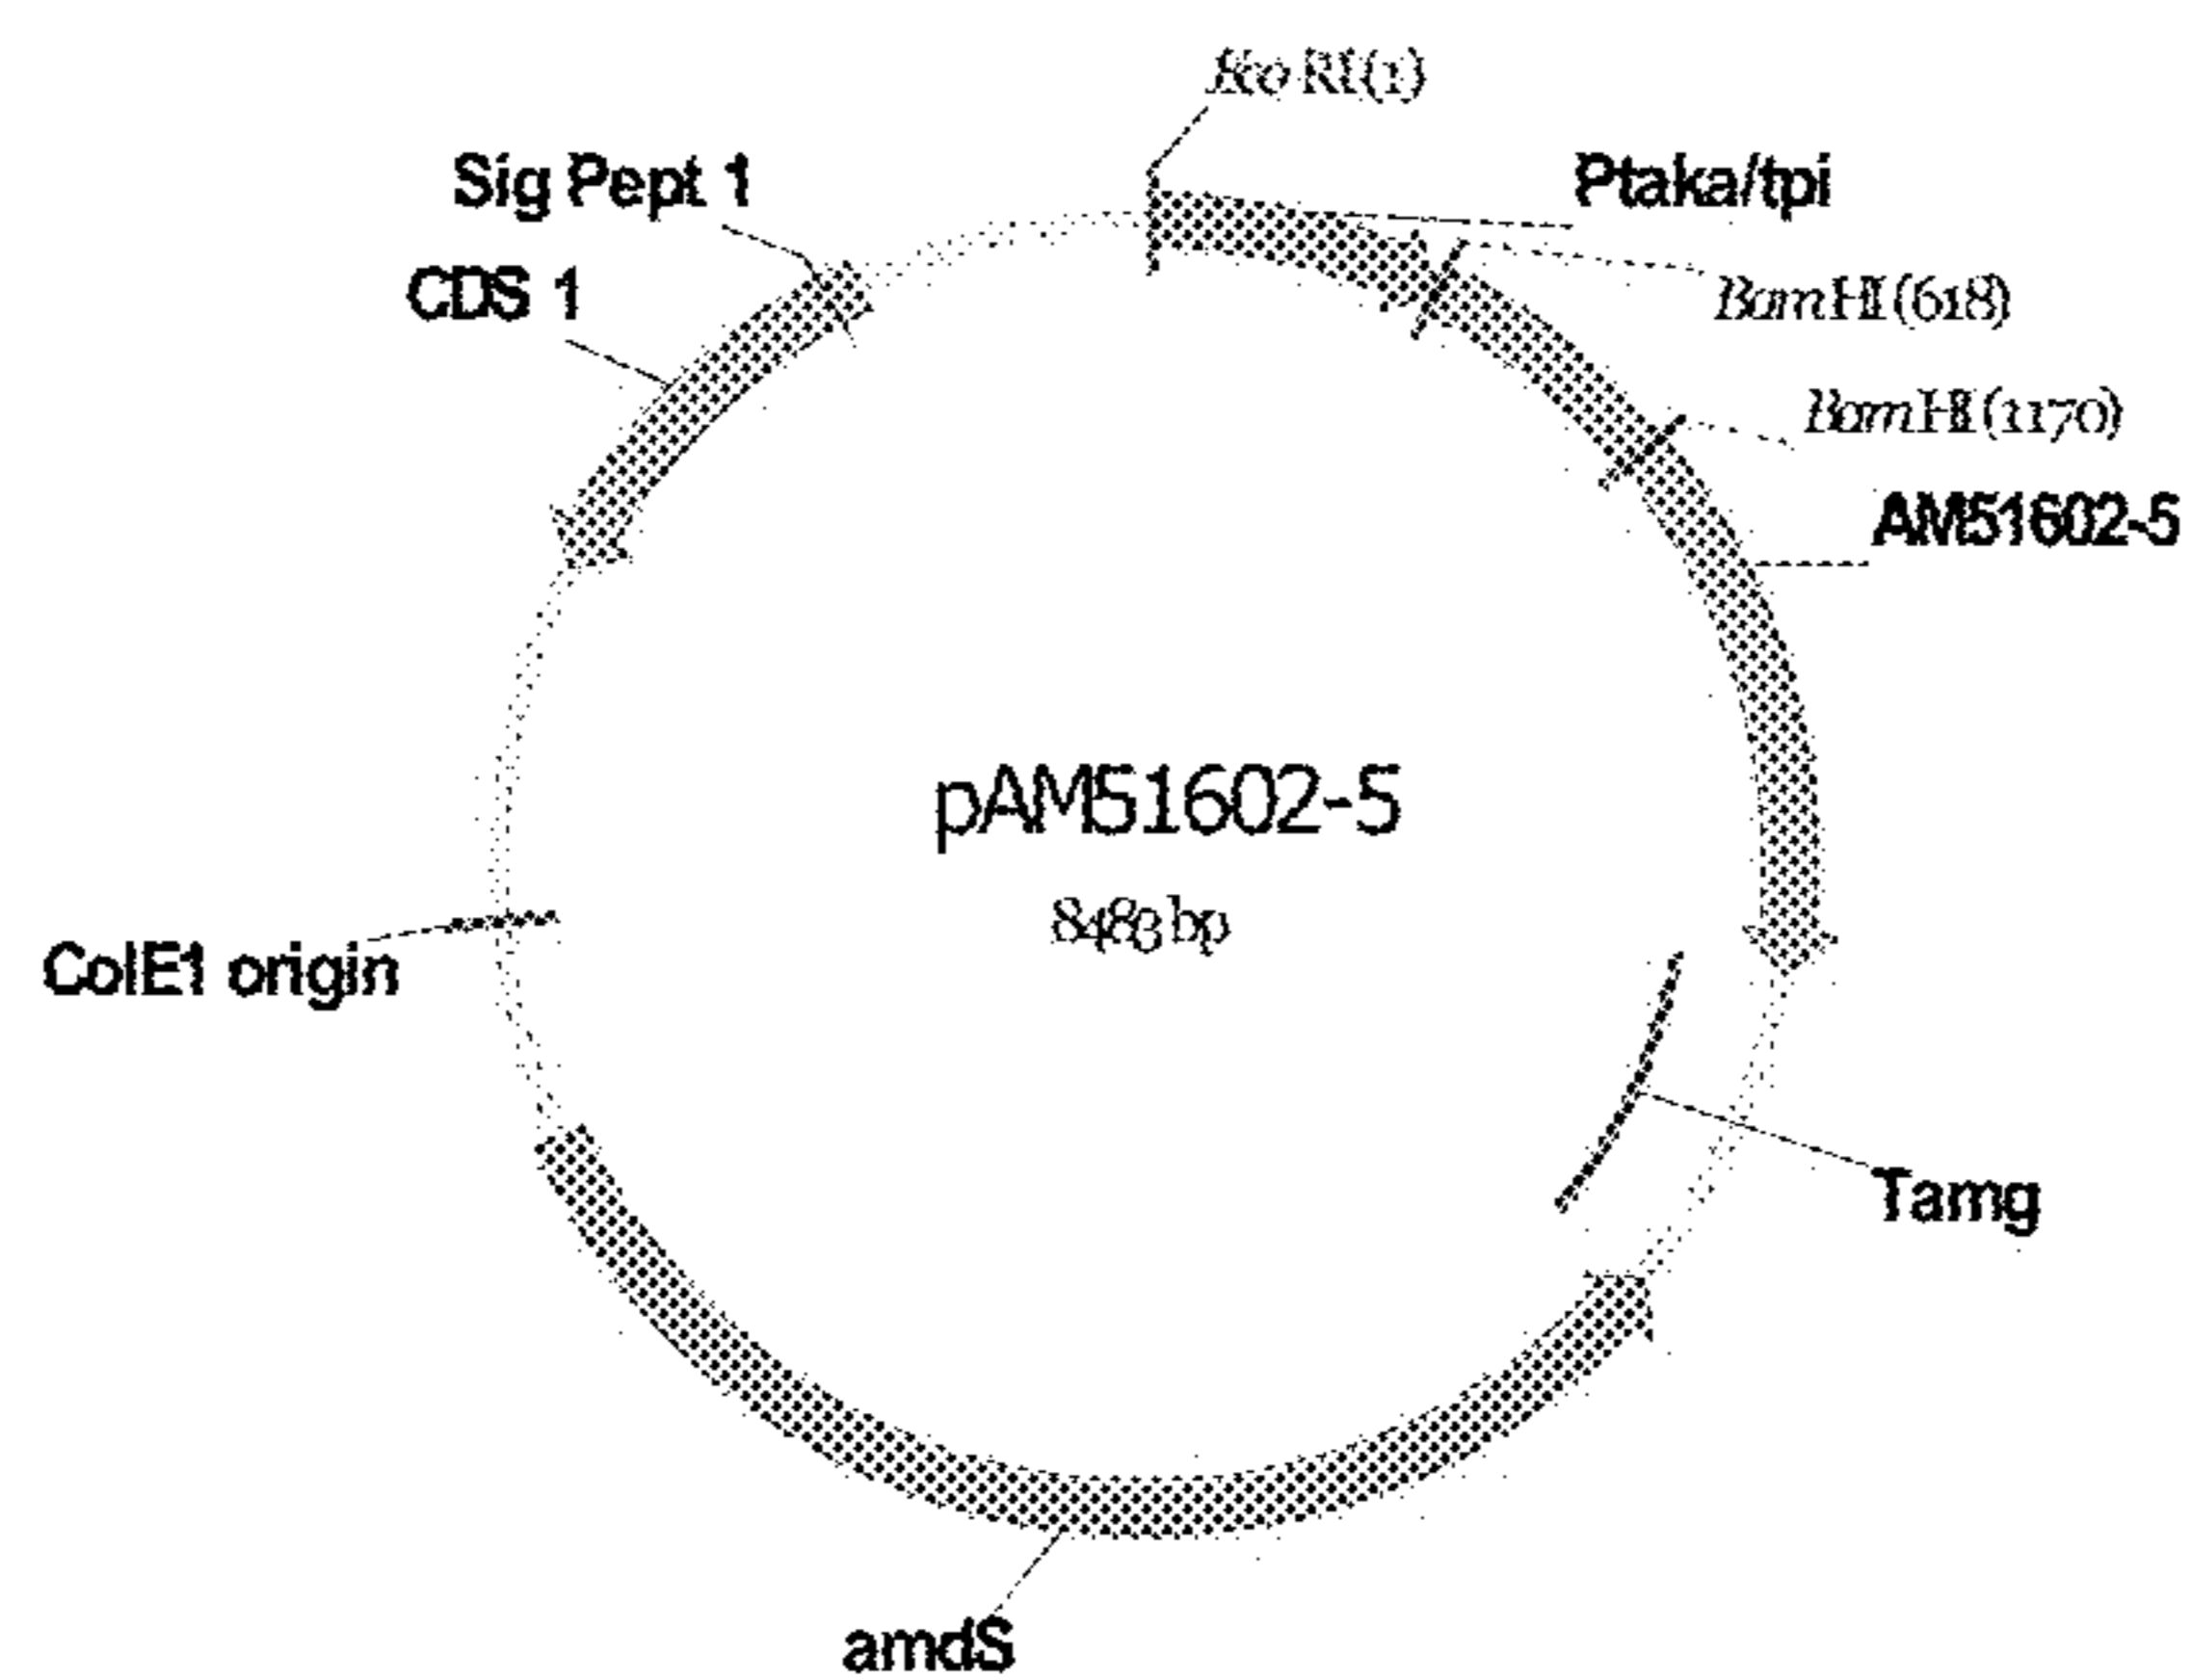 EcoRI(1)
Sig Pept 1
Ptaka/tpi
CDS 1
BamHI(618)
BamHI(1170)
AM51602-5
pAM51602-5
8483 bp
ColE1 origin
Tamg
amdS